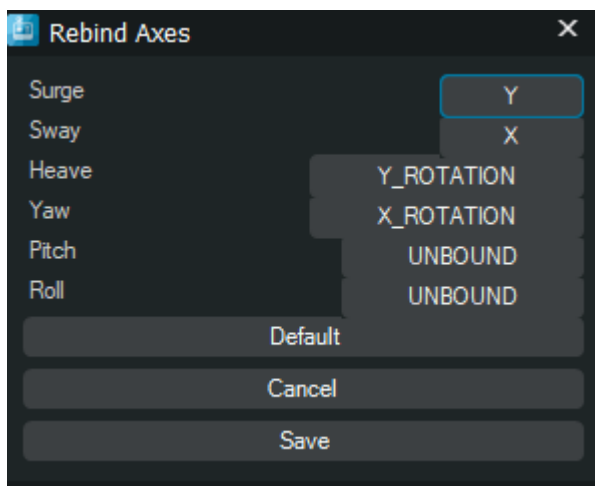 Rebind Axes
Surge Y
Sway X
Heave Y_ROTATION
Yaw X_ROTATION
Pitch UNBOUND
Roll UNBOUND
Default
Cancel
Save